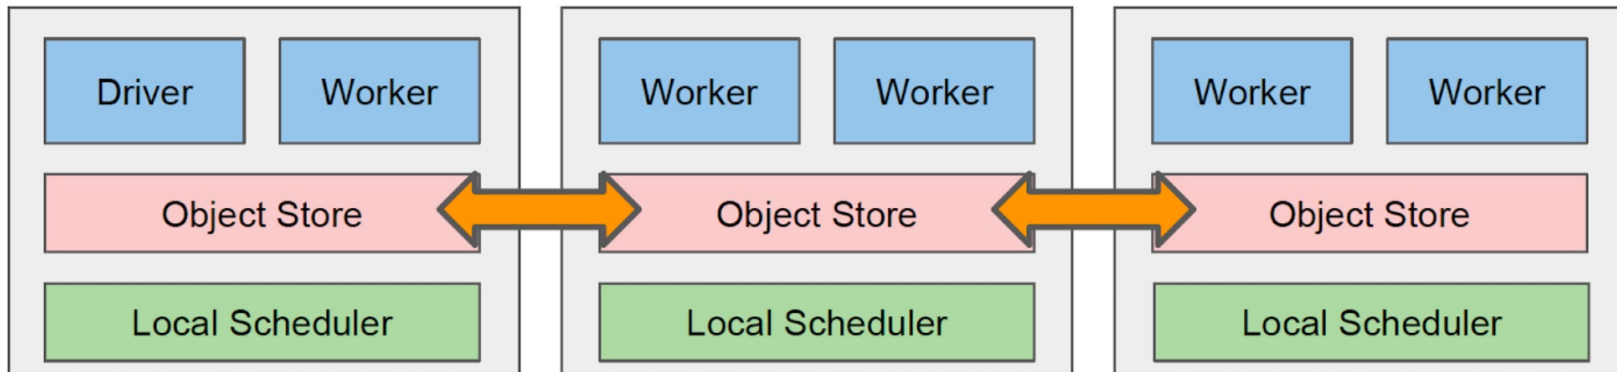 Driver
Worker
Object Store
Local Scheduler
Worker
Worker
Object Store
Local Scheduler
Worker
Worker
Object Store
Local Scheduler